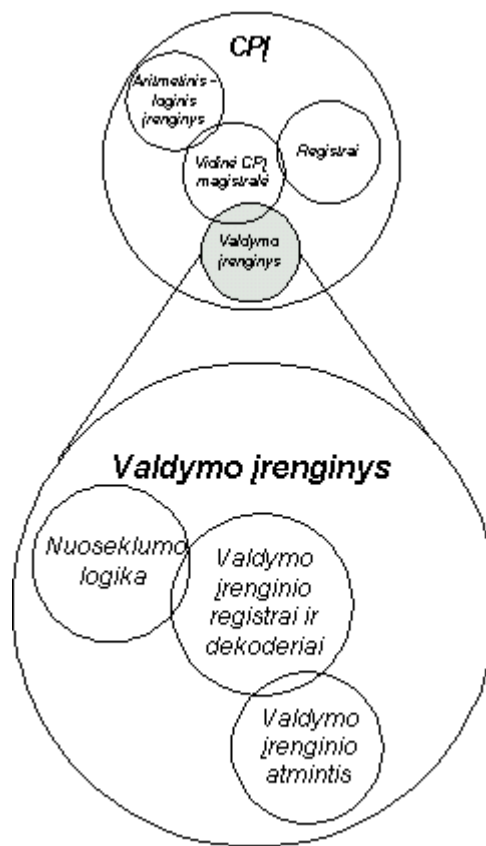 CPĮ
Aritmetinis –
loginis
įrenginys
Registrai
Vidinė CPĮ
magistralė
Valdymo
įrenginys
Valdymo įrenginys
Nuoseklumo
logika
Valdymo
įrenginio
registrai ir
dekoderiai
Valdymo
įrenginio
atmintis